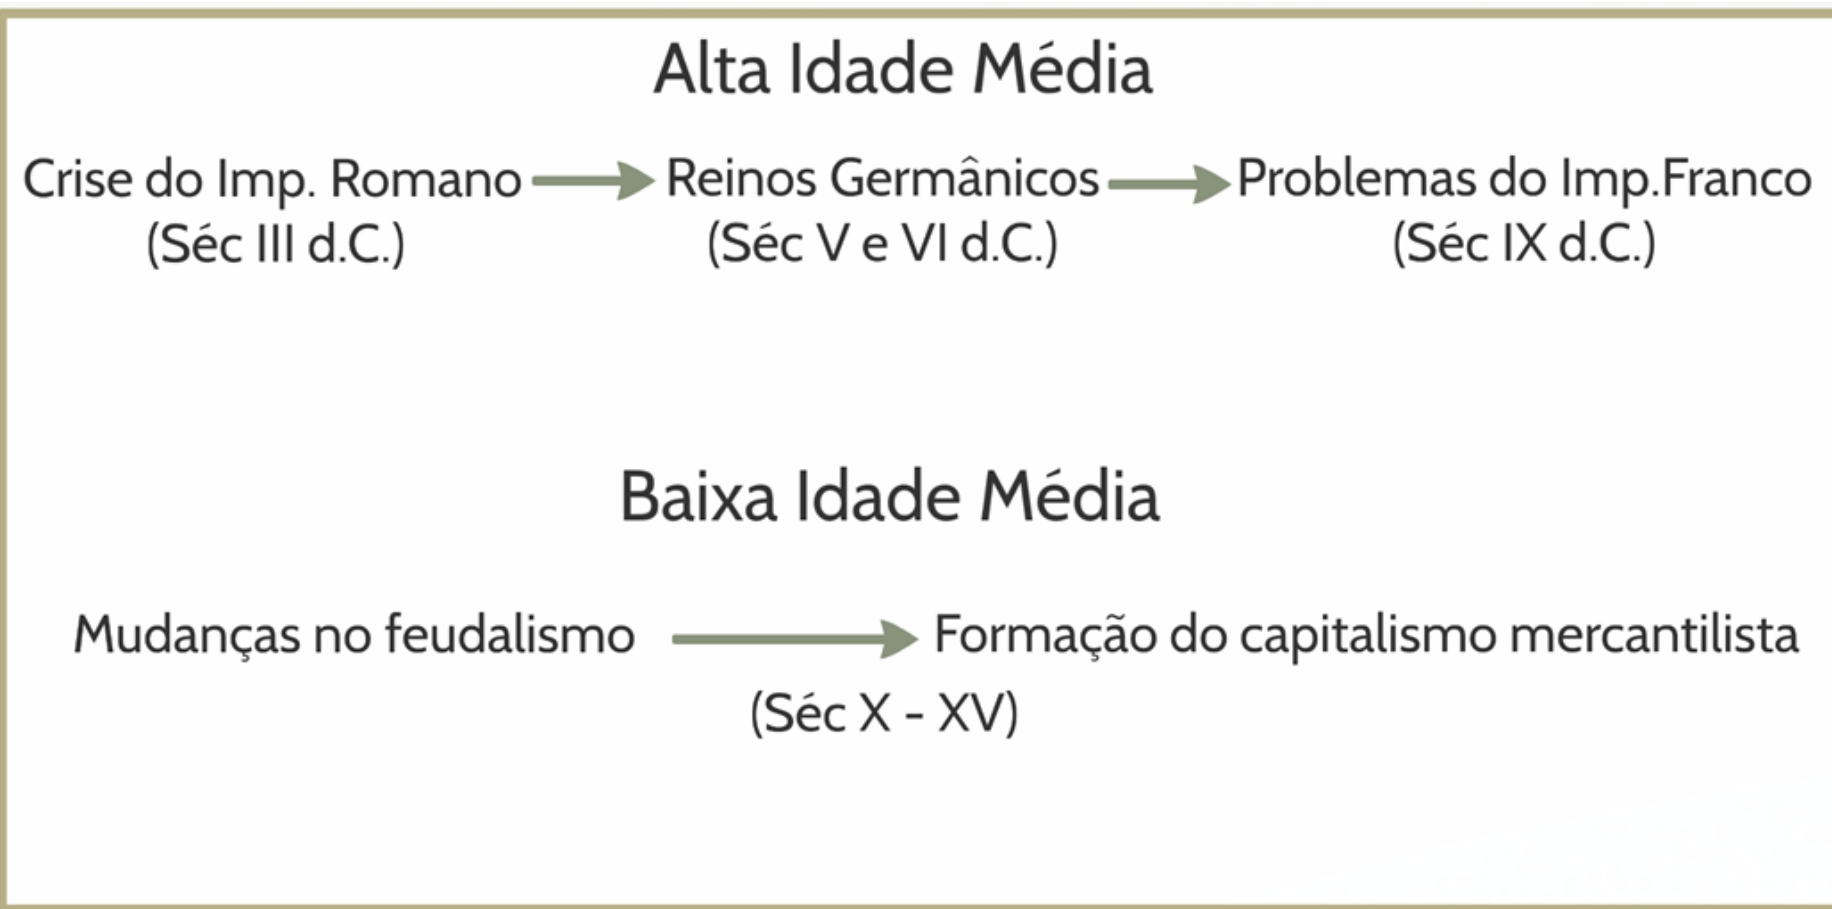 Alta Idade Média
Crise do Imp. Romano Reinos Germânicos Problemas do Imp.Franco
(Séc III d.C.) (Séc V e VI d.C.) (Séc IX d.C.)
Baixa Idade Média
Mudanças no feudalismo Formação do capitalismo mercantilista
(Séc X - XV)